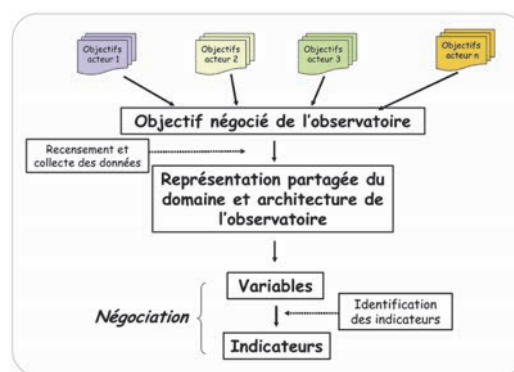 Objectifs
acteur 1
Objectifs
acteur 2
Objectifs
acteur 3
Objectifs
acteur n
Objectif négocié de l'observatoire
Recensement et
collecte des données
Représentation partagée du
domaine et architecture de
l'observatoire
Variables
Négociation
Identification
des indicateurs
Indicateurs